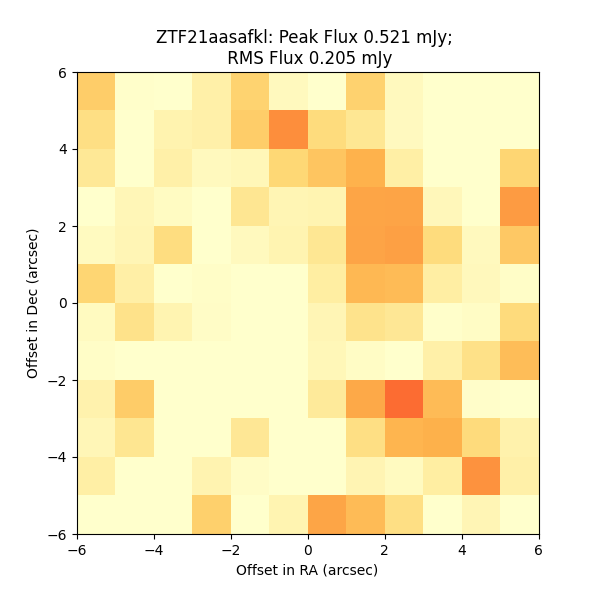 ZTF21aasafkl: Peak Flux 0.521 mJy;
RMS Flux 0.205 mJy
6
4
2
0
−2
−4
−6
Offset in Dec (arcsec)
−6 −4 −2 0 2 4 6
Offset in RA (arcsec)